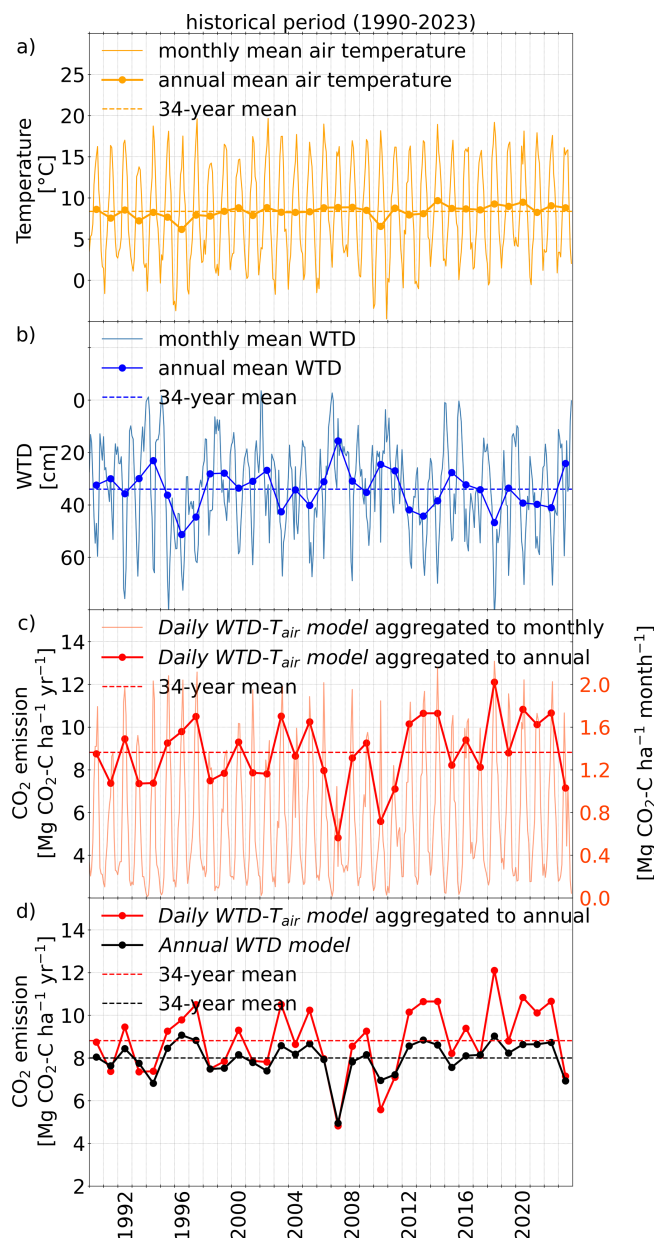 historical period (1990-2023)
a)
monthly mean air temperature
annual mean air temperature
34-year mean
25
20
15
10
5
0
Temperature
[°C]
b)
monthly mean WTD
annual mean WTD
34-year mean
0
20
40
60
WTD
[cm]
c)
Daily WTD-T_air model aggregated to monthly
Daily WTD-T_air model aggregated to annual
34-year mean
14
12
10
8
6
4
CO₂ emission
[Mg CO₂-C ha⁻¹ yr⁻¹]
2.0
1.6
1.2
0.8
0.4
0.0
[Mg CO₂-C ha⁻¹ month⁻¹]
d)
Daily WTD-T_air model aggregated to annual
Annual WTD model
34-year mean
34-year mean
14
12
10
8
6
4
2
CO₂ emission
[Mg CO₂-C ha⁻¹ yr⁻¹]
1992
1996
2000
2004
2008
2012
2016
2020